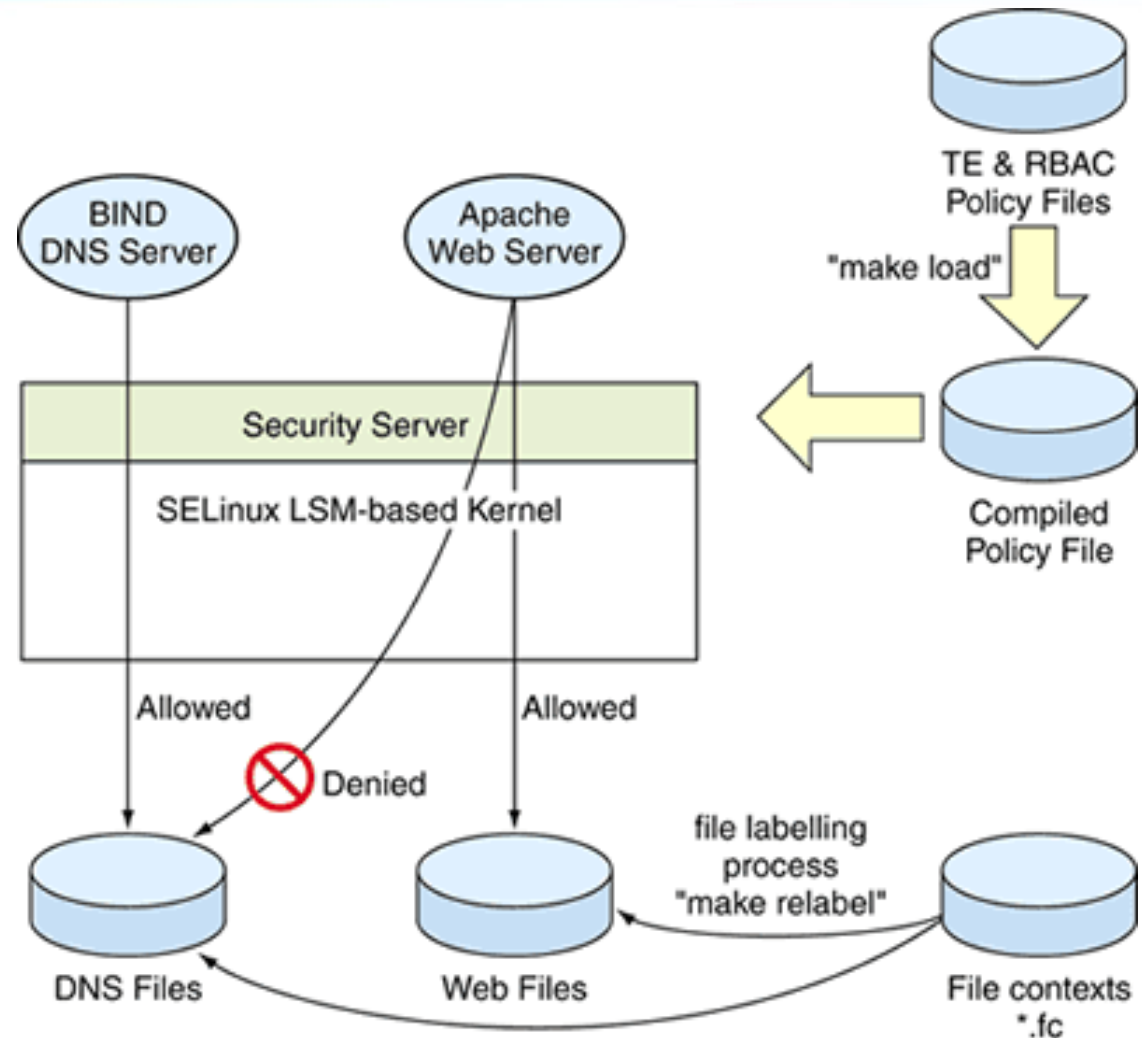 TE & RBAC
Policy Files
BIND
DNS Server
Apache
Web Server
"make load"
Security Server
SELinux LSM-based Kernel
Compiled
Policy File
Allowed
Allowed
Denied
file labelling
process
"make relabel"
DNS Files
Web Files
File contexts
*.fc